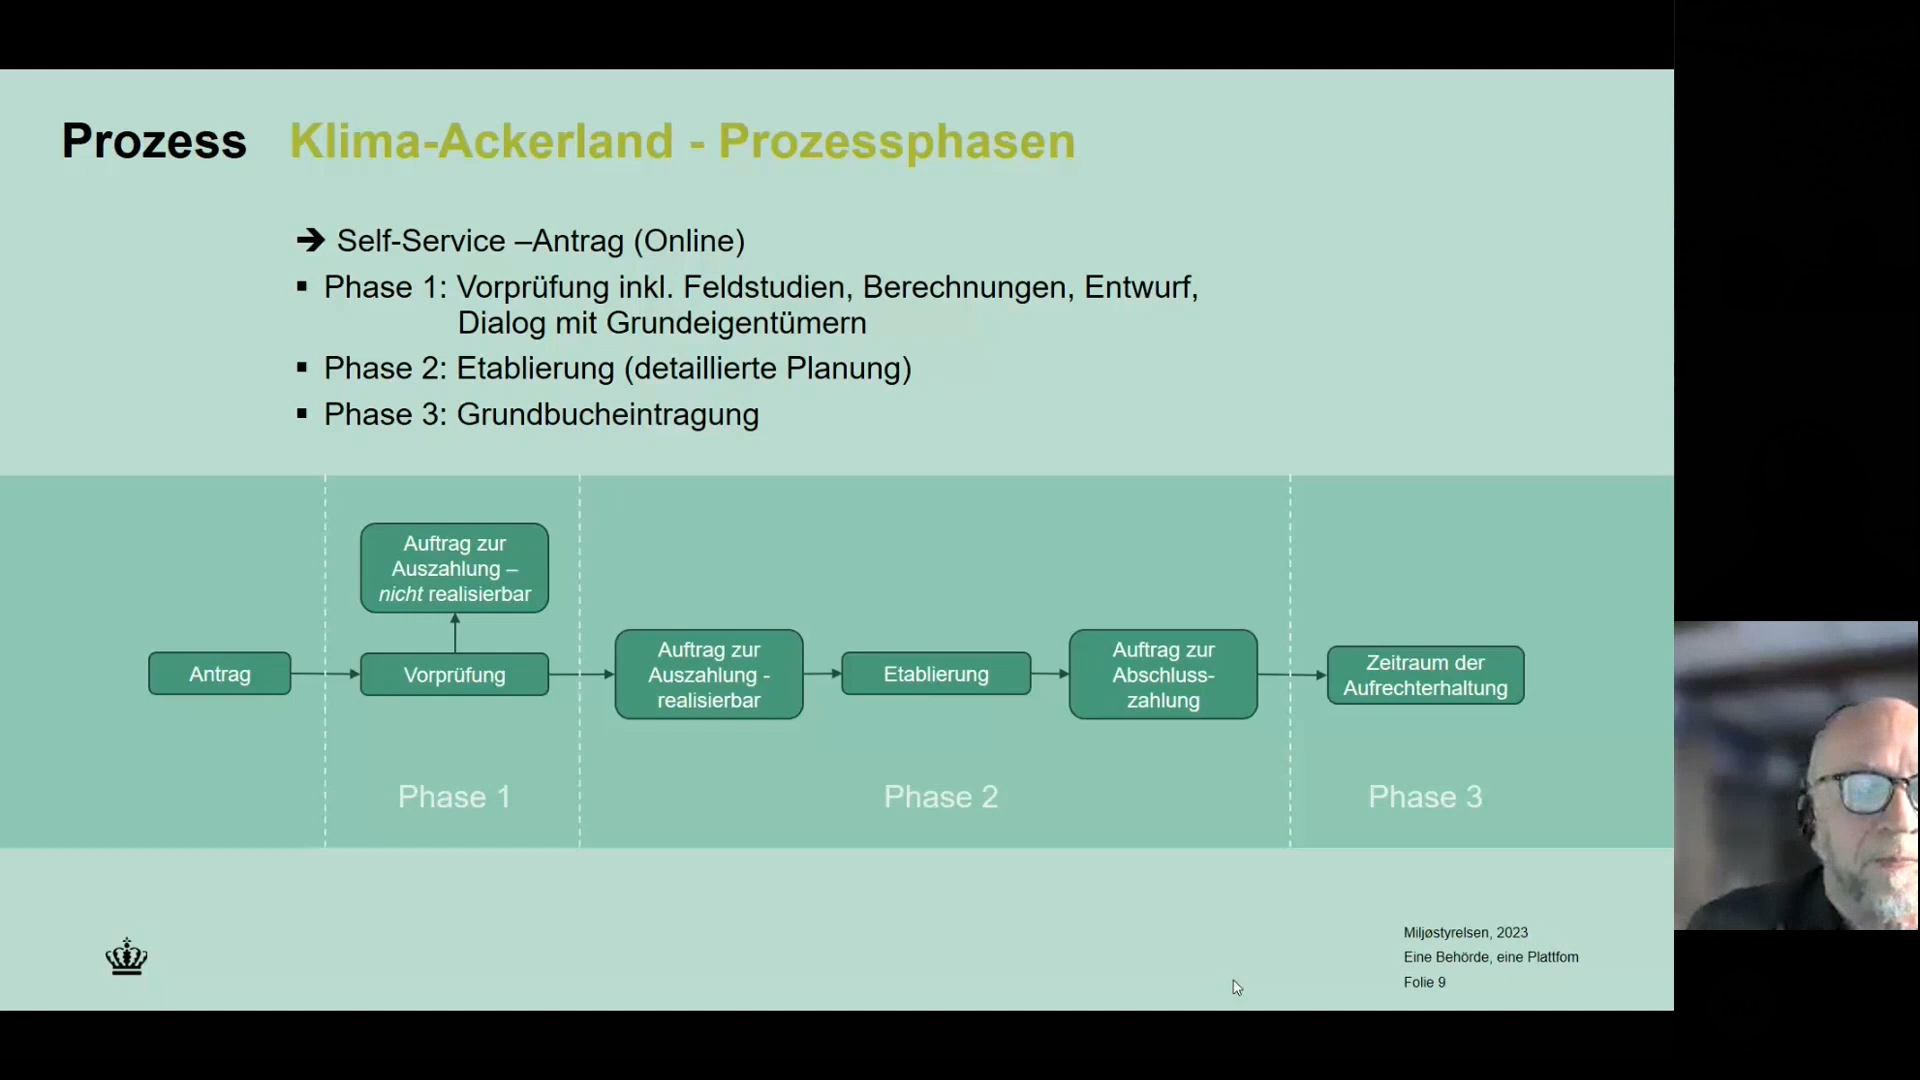 Prozess Klima-Ackerland - Prozessphasen
➔ Self-Service –Antrag (Online)
▪ Phase 1: Vorprüfung inkl. Feldstudien, Berechnungen, Entwurf,
Dialog mit Grundeigentümern
▪ Phase 2: Etablierung (detaillierte Planung)
▪ Phase 3: Grundbucheintragung
Auftrag zur
Auszahlung –
nicht realisierbar
Antrag
Vorprüfung
Auftrag zur
Auszahlung -
realisierbar
Etablierung
Auftrag zur
Abschluss-
zahlung
Zeitraum der
Aufrechterhaltung
Phase 1
Phase 2
Phase 3
Miljøstyrelsen, 2023
Eine Behörde, eine Plattfom
Folie 9